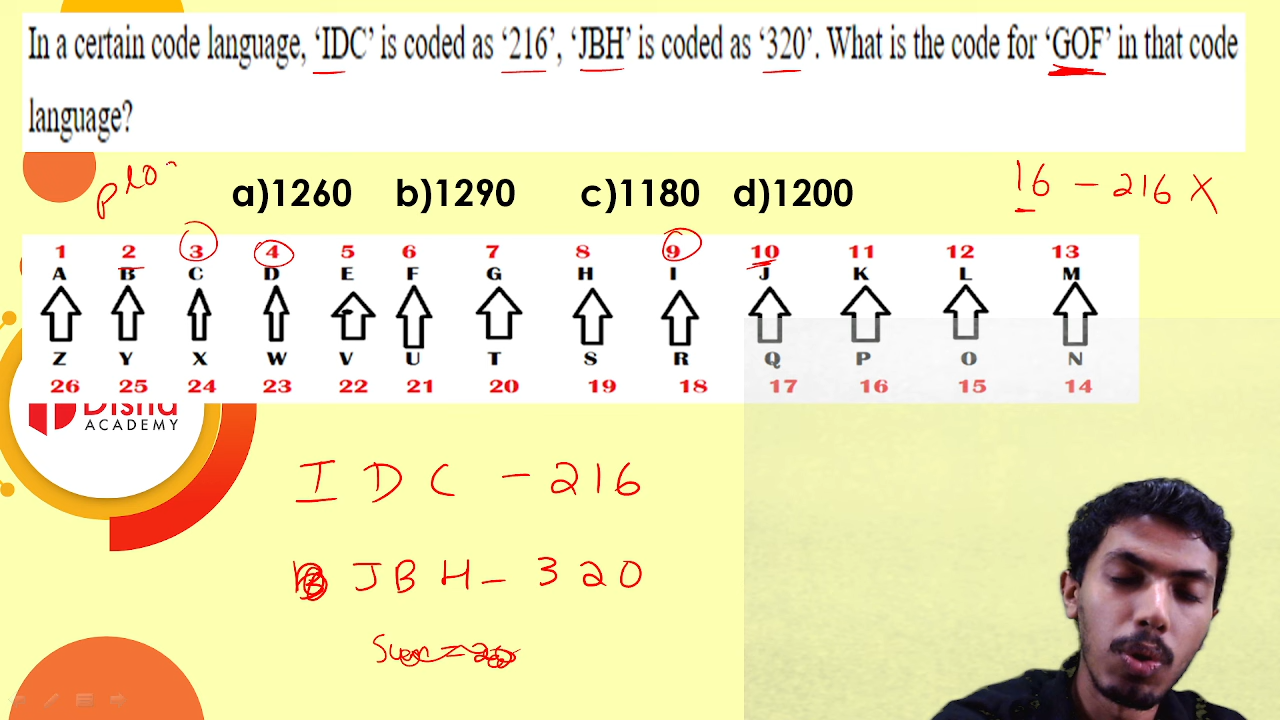 In a certain code language, ‘IDC’ is coded as ‘216’, ‘JBH’ is coded as ‘320’. What is the code for ‘GOF’ in that code
language?
a)1260 b)1290 c)1180 d)1200
16 - 216 X
1 2 3 4 5 6 7 8 9 10 11 12 13
A B C D E F G H I J K L M
Z Y X W V U T S R Q P O N
26 25 24 23 22 21 20 19 18 17 16 15 14
Disha
ACADEMY
I D C - 216
JBH - 320